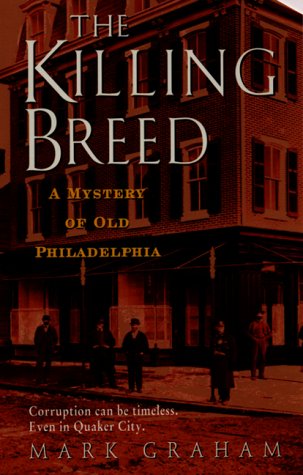 THE
KILLING
BREED
A MYSTERY
OF OLD
PHILADELPHIA
Corruption can be timeless.
Even in Quaker City.
MARK GRAHAM